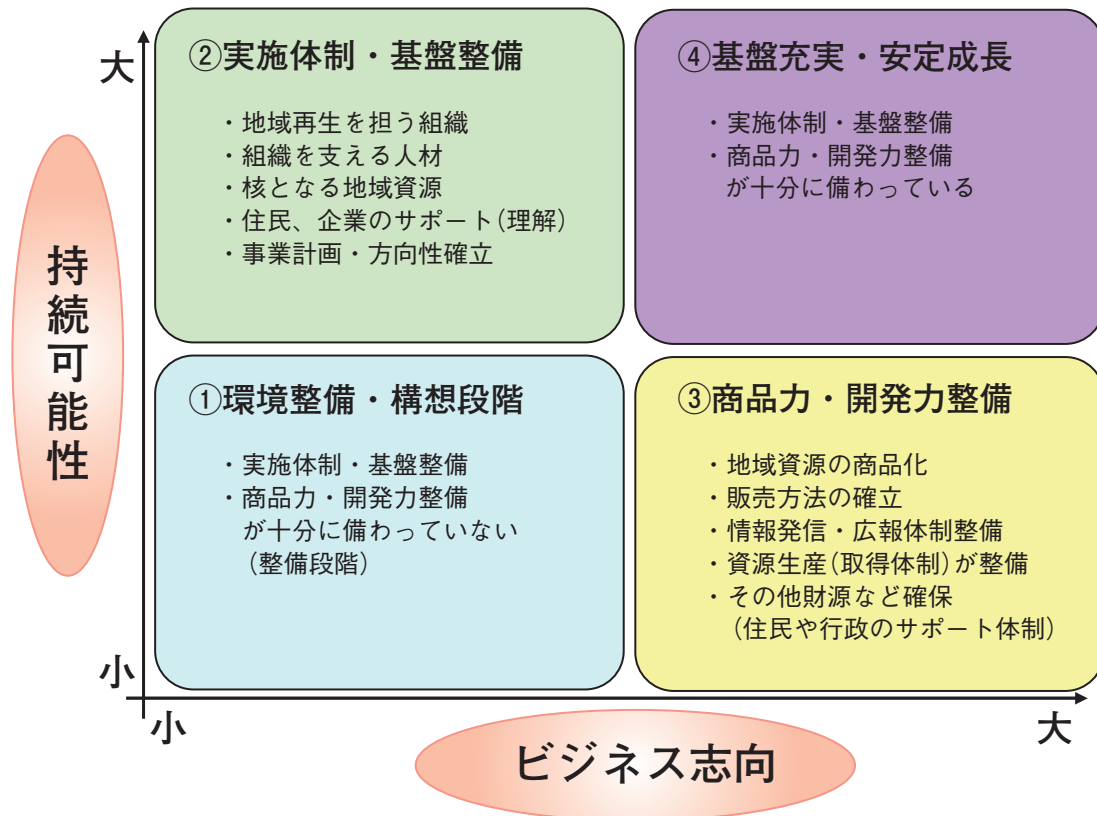 大
持続可能性
小
②実施体制・基盤整備
・地域再生を担う組織
・組織を支える人材
・核となる地域資源
・住民、企業のサポート(理解)
・事業計画・方向性確立
④基盤充実・安定成長
・実施体制・基盤整備
・商品力・開発力整備
が十分に備わっている
①環境整備・構想段階
・実施体制・基盤整備
・商品力・開発力整備
が十分に備わっていない
(整備段階)
③商品力・開発力整備
・地域資源の商品化
・販売方法の確立
・情報発信・広報体制整備
・資源生産(取得体制)が整備
・その他財源など確保
(住民や行政のサポート体制)
小
ビジネス志向
大